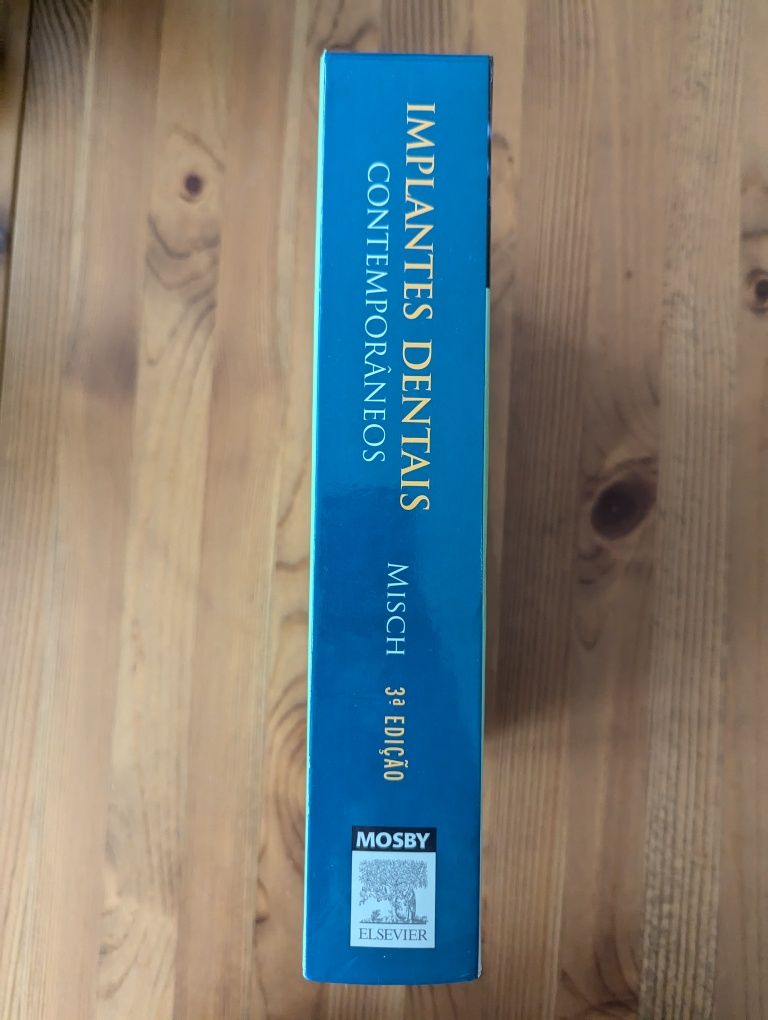 IMPLANTES DENTAIS
CONTEMPORÂNEOS
MISCH
3ª EDIÇÃO
MOSBY
ELSEVIER